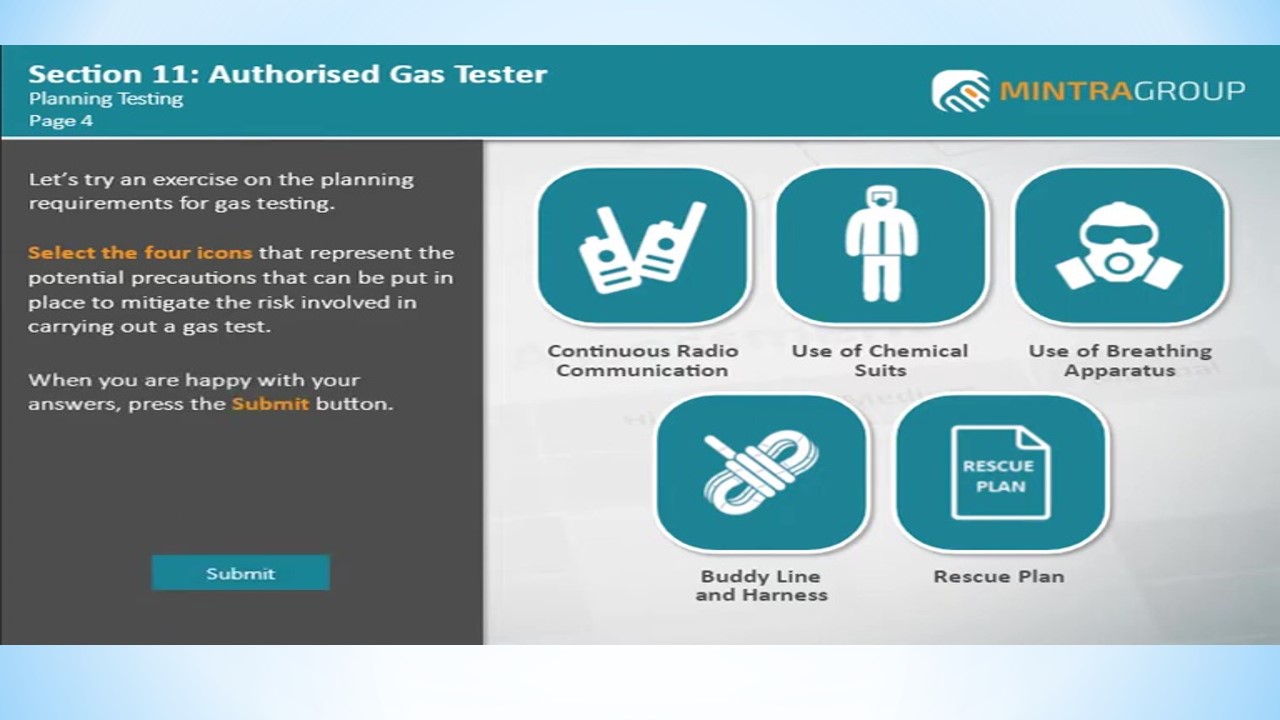 Section 11: Authorised Gas Tester
Planning Testing
Page 4
MINTRAGROUP
Let's try an exercise on the planning
requirements for gas testing.
Select the four icons that represent the
potential precautions that can be put in
place to mitigate the risk involved in
carrying out a gas test.
When you are happy with your
answers, press the Submit button.
Submit
Continuous Radio
Communication
Use of Chemical
Suits
Use of Breathing
Apparatus
RESCUE
PLAN
Buddy Line
and Harness
Rescue Plan